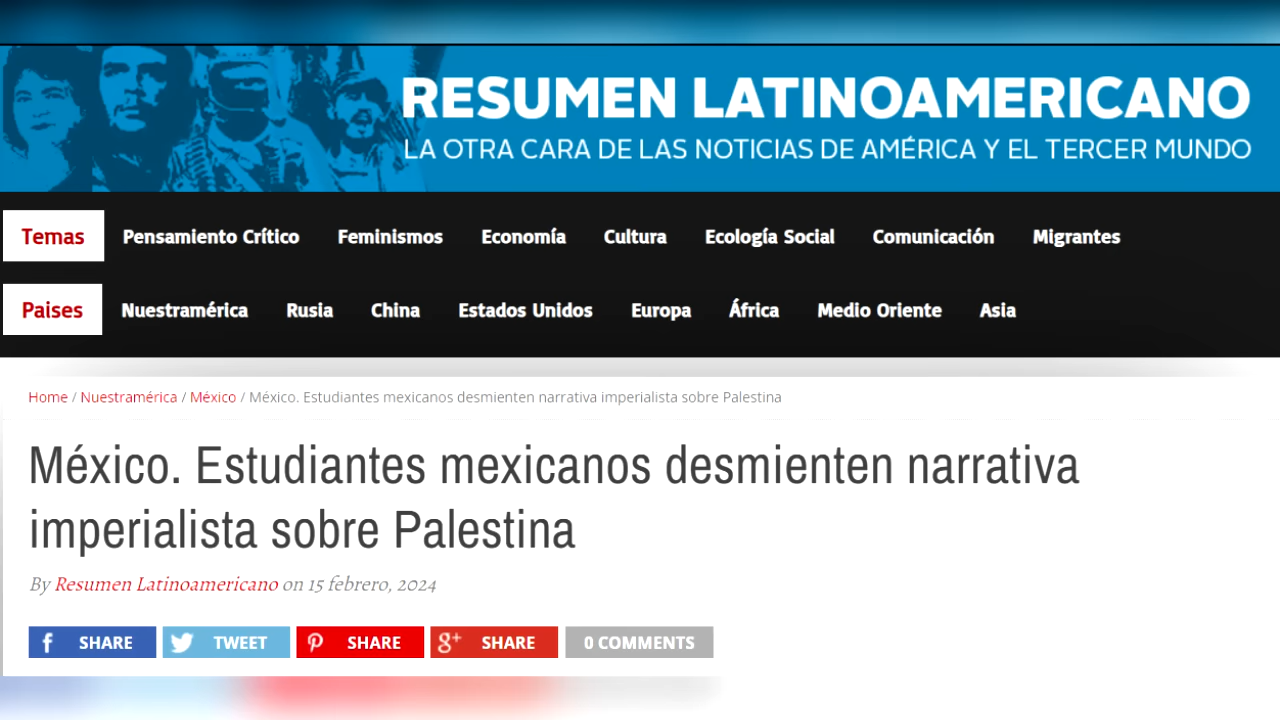 RESUMEN LATINOAMERICANO
LA OTRA CARA DE LAS NOTICIAS DE AMÉRICA Y EL TERCER MUNDO
Temas Pensamiento Crítico Feminismos Economía Cultura Ecología Social Comunicación Migrantes
Paises Nuestramérica Rusia China Estados Unidos Europa África Medio Oriente Asia
Home / Nuestramérica / México / México. Estudiantes mexicanos desmienten narrativa imperialista sobre Palestina
México. Estudiantes mexicanos desmienten narrativa
imperialista sobre Palestina
By Resumen Latinoamericano on 15 febrero, 2024
f SHARE TWEET SHARE g+ SHARE 0 COMMENTS